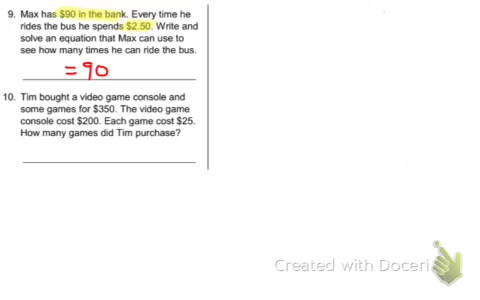 9. Max has $90 in the bank. Every time he
rides the bus he spends $2.50. Write and
solve an equation that Max can use to
see how many times he can ride the bus.
= 90
10. Tim bought a video game console and
some games for $350. The video game
console cost $200. Each game cost $25.
How many games did Tim purchase?
Created with Doceri